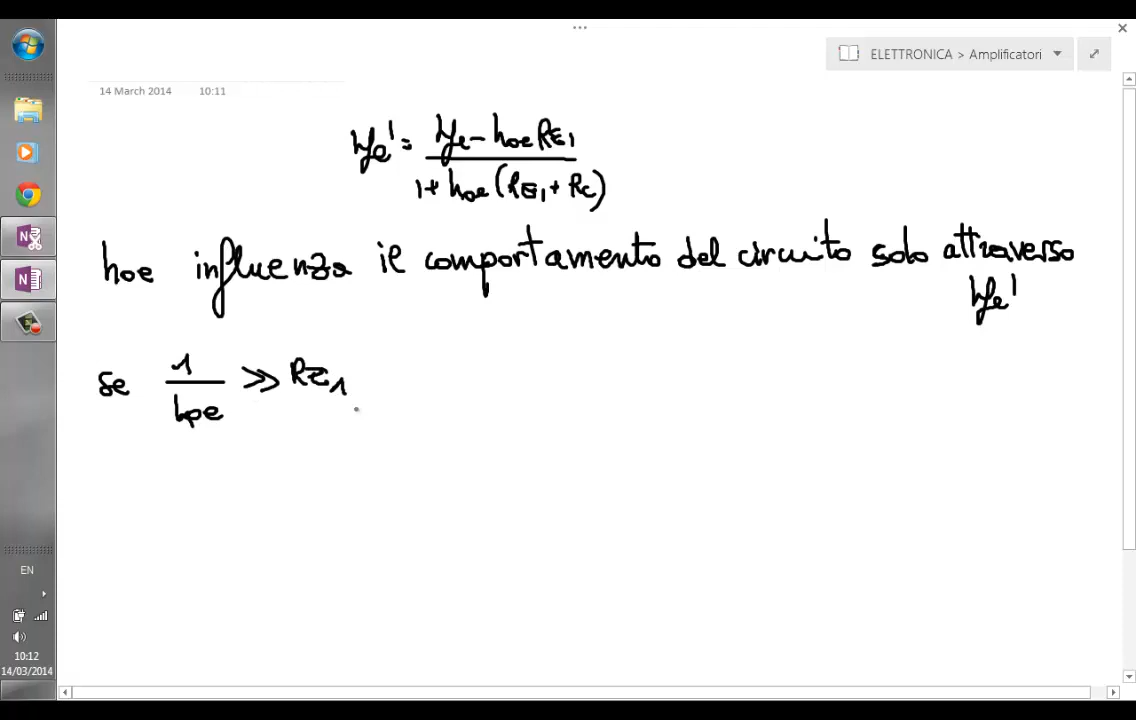 ELETTRONICA > Amplificatori
14 March 2014 10:11
hfe' = (hfe - hoe RE1) / (1 + hoe (RE1 + RC))
hoe influenza il comportamento del circuito solo attraverso
hfe'
se 1/hoe >> RE1
EN
10:12
14/03/2014